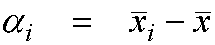 αᵢ = x̅ᵢ − x̅